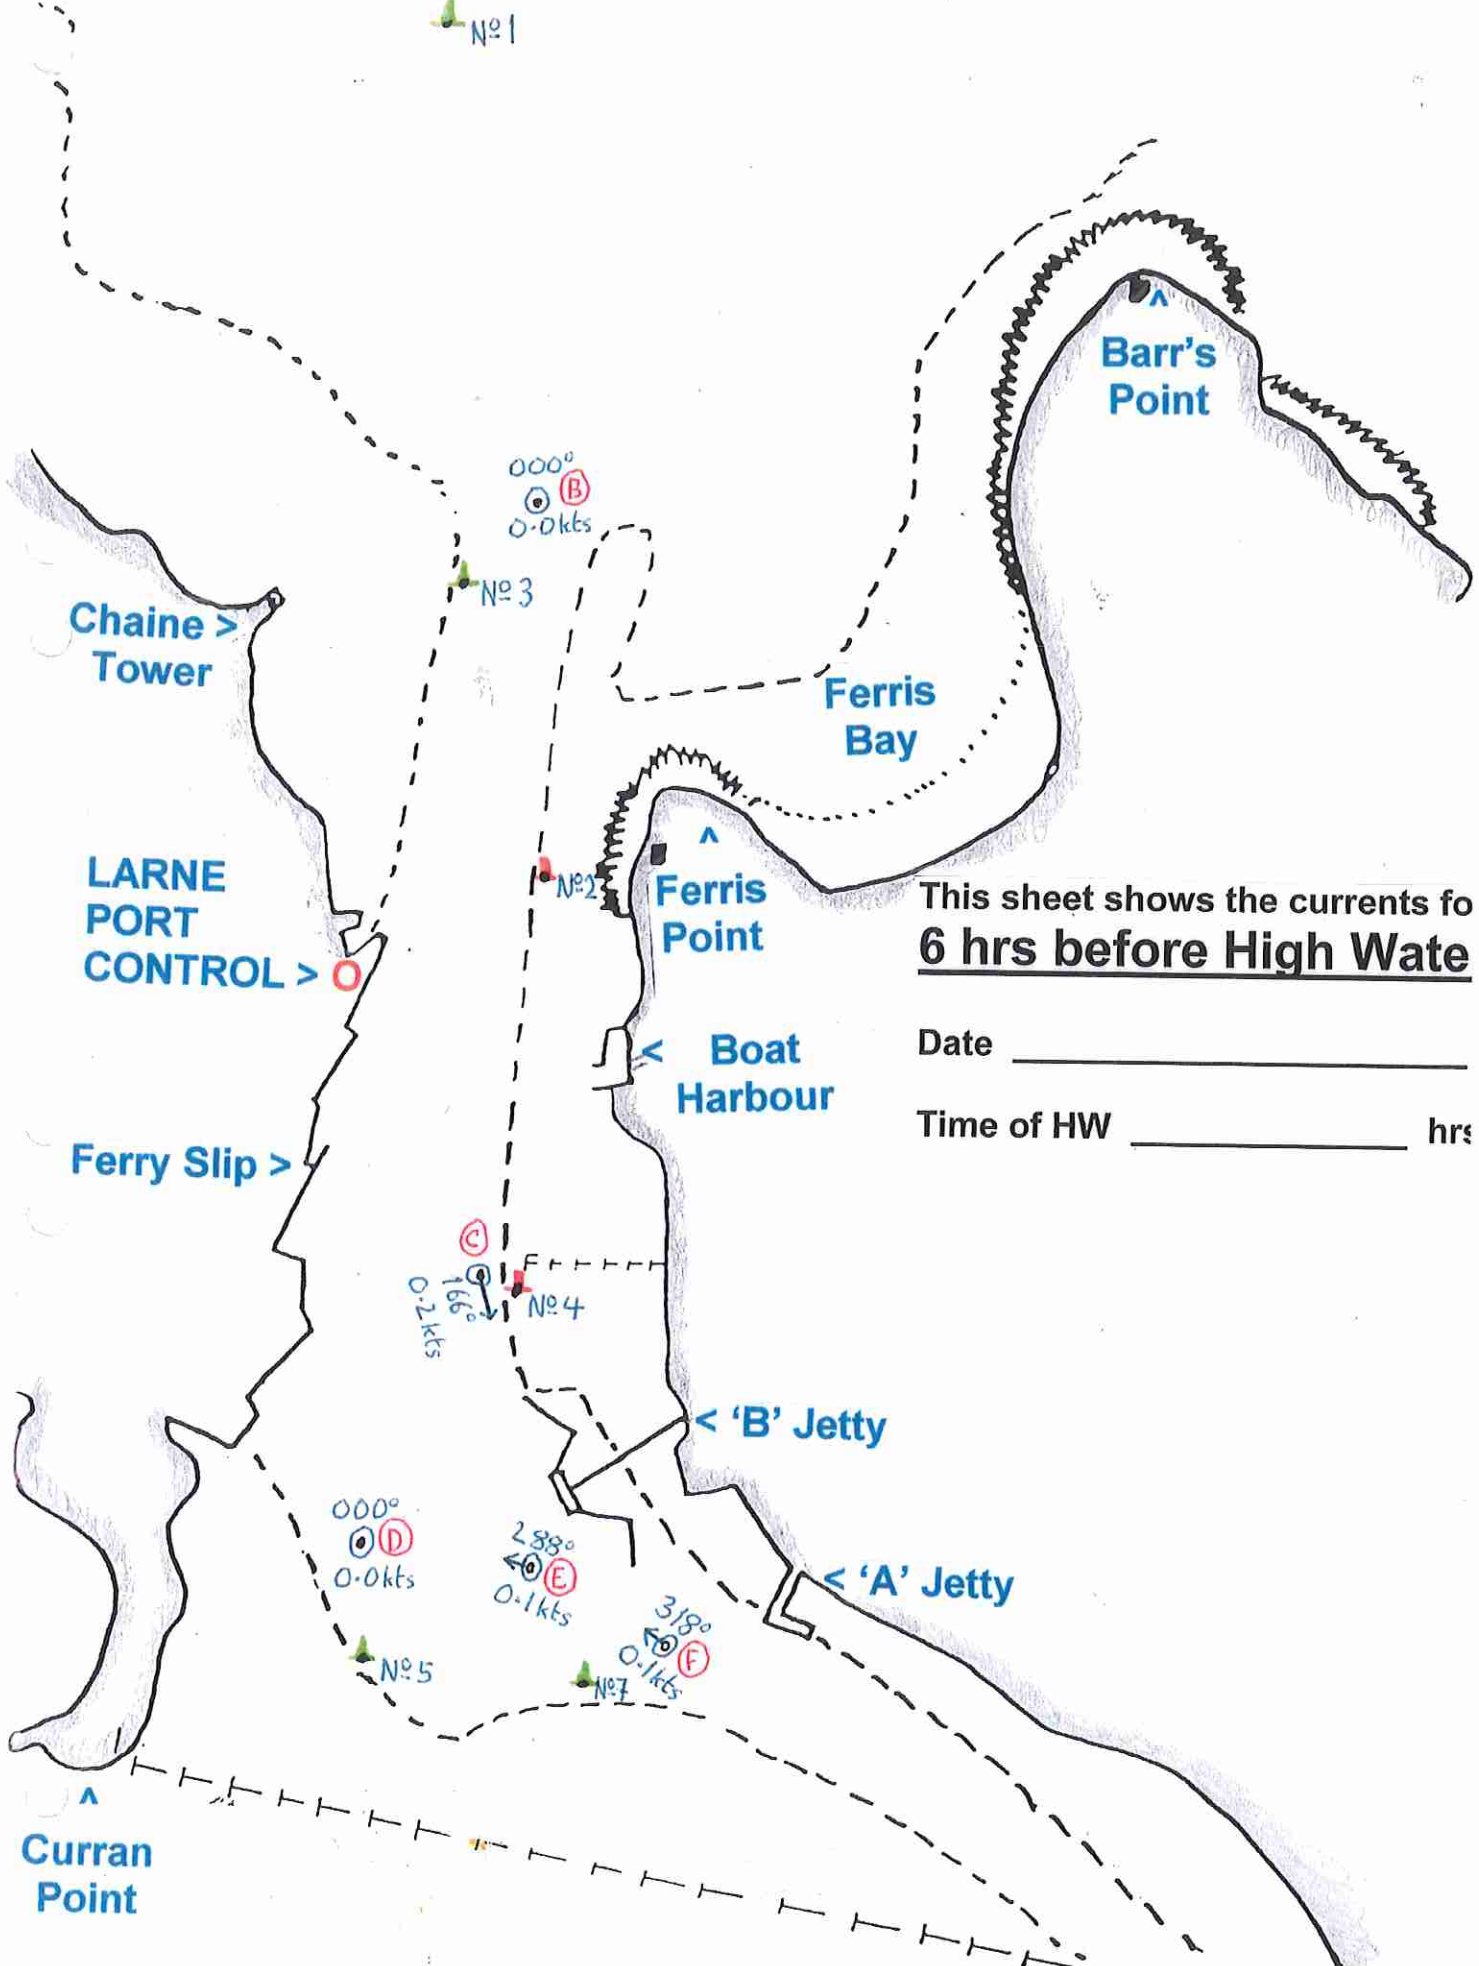 Nº1
Barr's
Point
000°
B
0.0kts
Nº3
Chaine >
Tower
Ferris
Bay
LARNE
PORT
CONTROL > O
Nº2
Ferris
Point
This sheet shows the currents fo
6 hrs before High Wate
Date
< Boat
Harbour
Time of HW hrs
Ferry Slip >
C
166°
0.2kts
F
Nº4
< 'B' Jetty
000°
D
0.0kts
288°
E
0.1kts
< 'A' Jetty
318°
F
0.1kts
Nº5
Nº7
Curran
Point